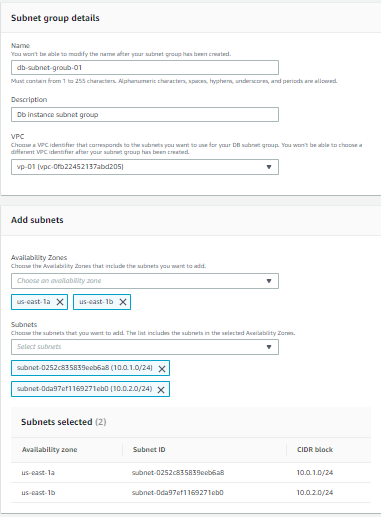 Subnet group details
Name
You won't be able to modify the name after your subnet group has been created.
db-subnet-groub-01
Must contain from 1 to 255 characters. Alphanumeric characters, spaces, hyphens, underscores, and periods are allowed.
Description
Db instance subnet group
VPC
Choose a VPC identifier that corresponds to the subnets you want to use for your DB subnet group. You won't be able to choose a
different VPC identifier after your subnet group has been created.
vp-01 (vpc-0fb22452137abd205)
Add subnets
Availability Zones
Choose the Availability Zones that include the subnets you want to add.
Choose an availability zone
us-east-1a
us-east-1b
Subnets
Choose the subnets that you want to add. The list includes the subnets in the selected Availability Zones.
Select subnets
subnet-0252c835839eeb6a8 (10.0.1.0/24)
subnet-0da97ef1169271eb0 (10.0.2.0/24)
Subnets selected (2)
Availability zone Subnet ID CIDR block
us-east-1a subnet-0252c835839eeb6a8 10.0.1.0/24
us-east-1b subnet-0da97ef1169271eb0 10.0.2.0/24